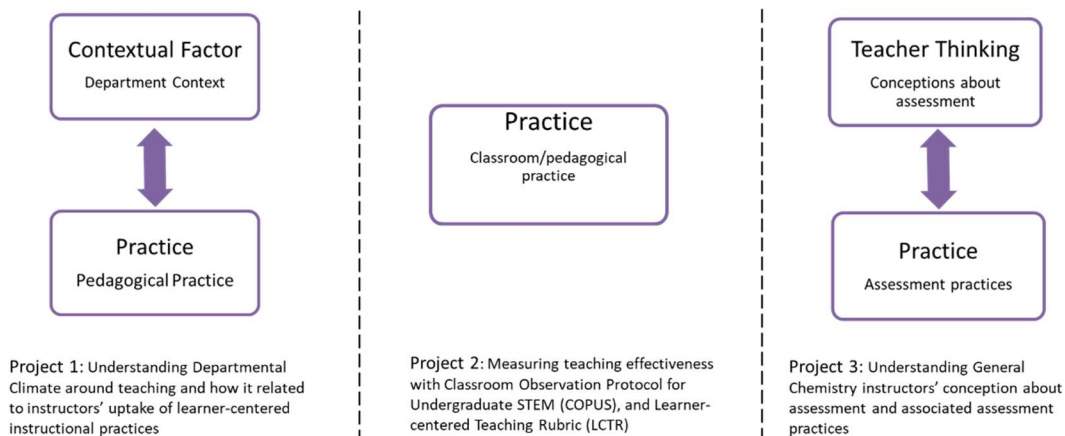 Contextual Factor
Department Context
Practice
Pedagogical Practice
Project 1: Understanding Departmental
Climate around teaching and how it related
to instructors' uptake of learner-centered
instructional practices
Practice
Classroom/pedagogical
practice
Project 2: Measuring teaching effectiveness
with Classroom Observation Protocol for
Undergraduate STEM (COPUS), and Learner-
centered Teaching Rubric (LCTR)
Teacher Thinking
Conceptions about
assessment
Practice
Assessment practices
Project 3: Understanding General
Chemistry instructors' conception about
assessment and associated assessment
practices